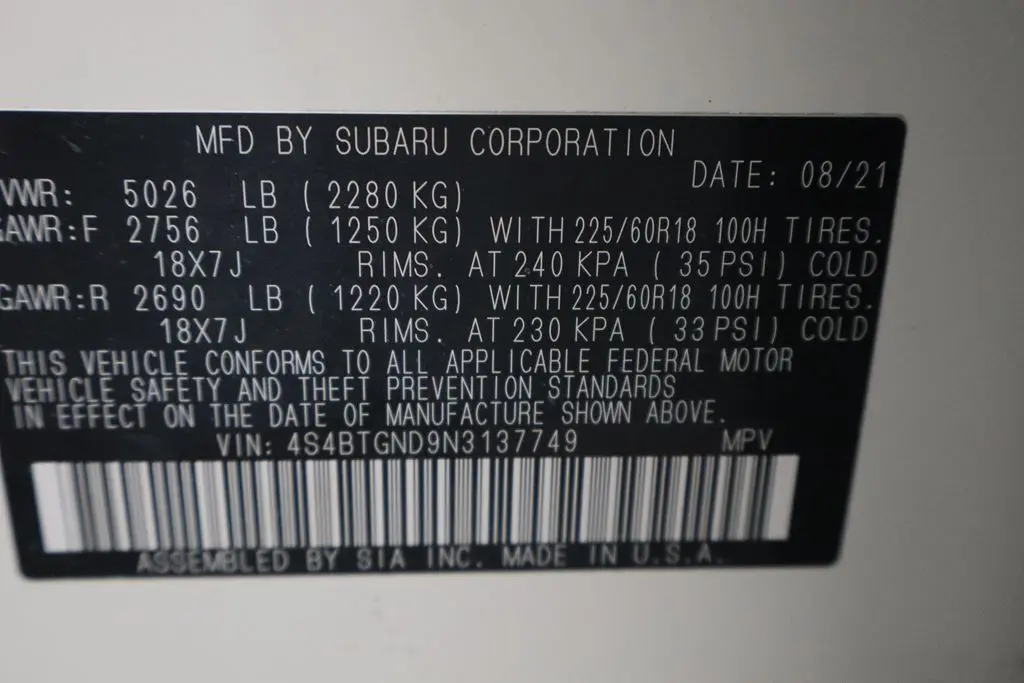 MFD BY SUBARU CORPORATION
DATE: 08/21
VWR: 5026 LB ( 2280 KG)
GAWR:F 2756 LB ( 1250 KG) WITH 225/60R18 100H TIRES.
18X7J RIMS. AT 240 KPA ( 35 PSI) COLD
GAWR:R 2690 LB ( 1220 KG) WITH 225/60R18 100H TIRES.
18X7J RIMS. AT 230 KPA ( 33 PSI) COLD
THIS VEHICLE CONFORMS TO ALL APPLICABLE FEDERAL MOTOR
VEHICLE SAFETY AND THEFT PREVENTION STANDARDS
IN EFFECT ON THE DATE OF MANUFACTURE SHOWN ABOVE.
VIN: 4S4BTGND9N3137749 MPV
ASSEMBLED BY SIA INC. MADE IN U.S.A.